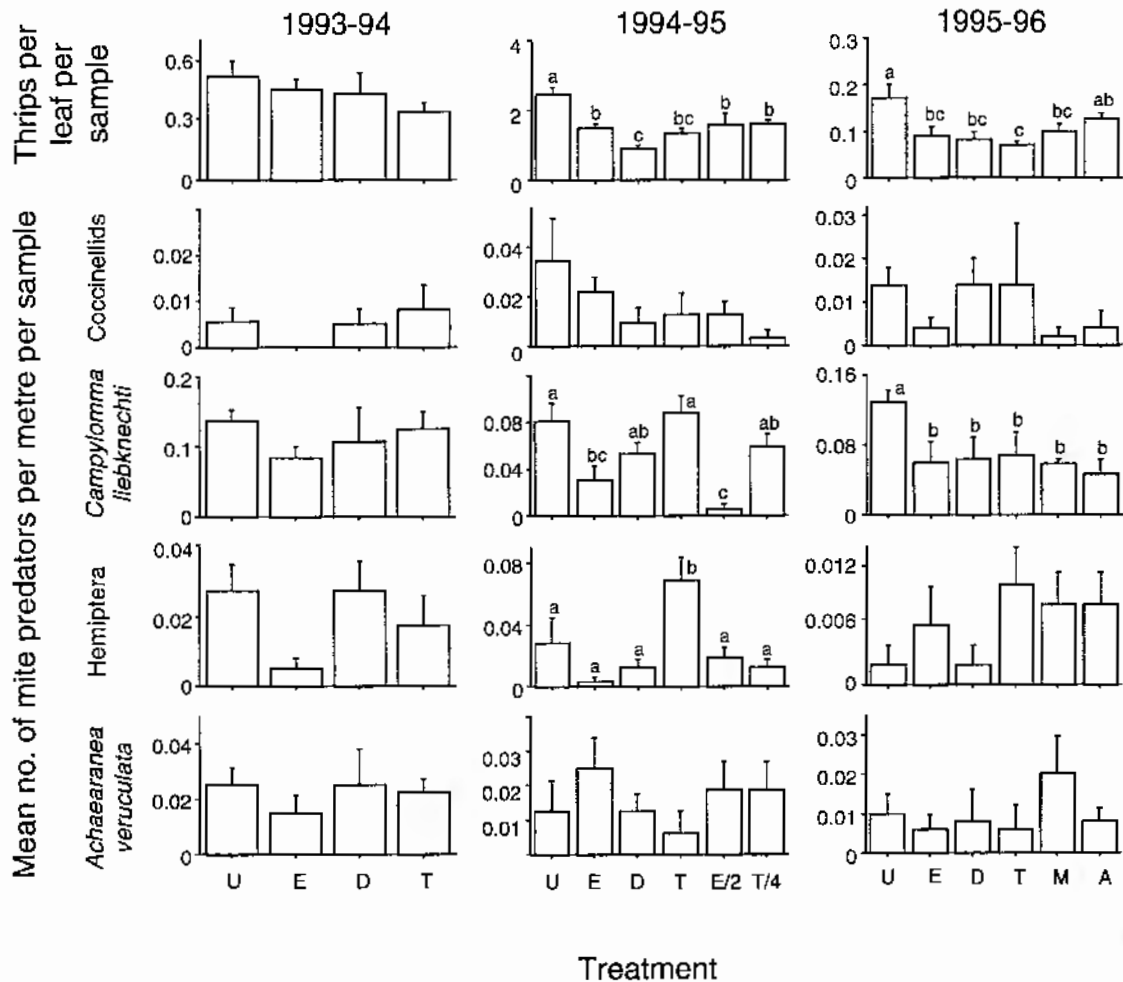 1993-94
1994-95
1995-96
Thrips per
leaf per
sample
0.6
0.3
0
4
2
0
a
b
c
bc
b
b
0.3
0.2
0.1
0
a
bc
bc
c
bc
ab
Mean no. of mite predators per metre per sample
Coccinellids
0.02
0.01
0
0.04
0.02
0
0.03
0.02
0.01
0
Campylomma
liebknechti
0.2
0.1
0
0.08
0.04
0
a
bc
ab
a
c
ab
0.16
0.08
0
a
b
b
b
b
b
Hemiptera
0.04
0.02
0
0.08
0.04
0
a
a
a
b
a
a
0.012
0.006
0
Achaearanea
veruculata
0.04
0.02
0
0.03
0.02
0.01
0.03
0.02
0.01
0
U E D T
U E D T E/2 T/4
U E D T M A
Treatment